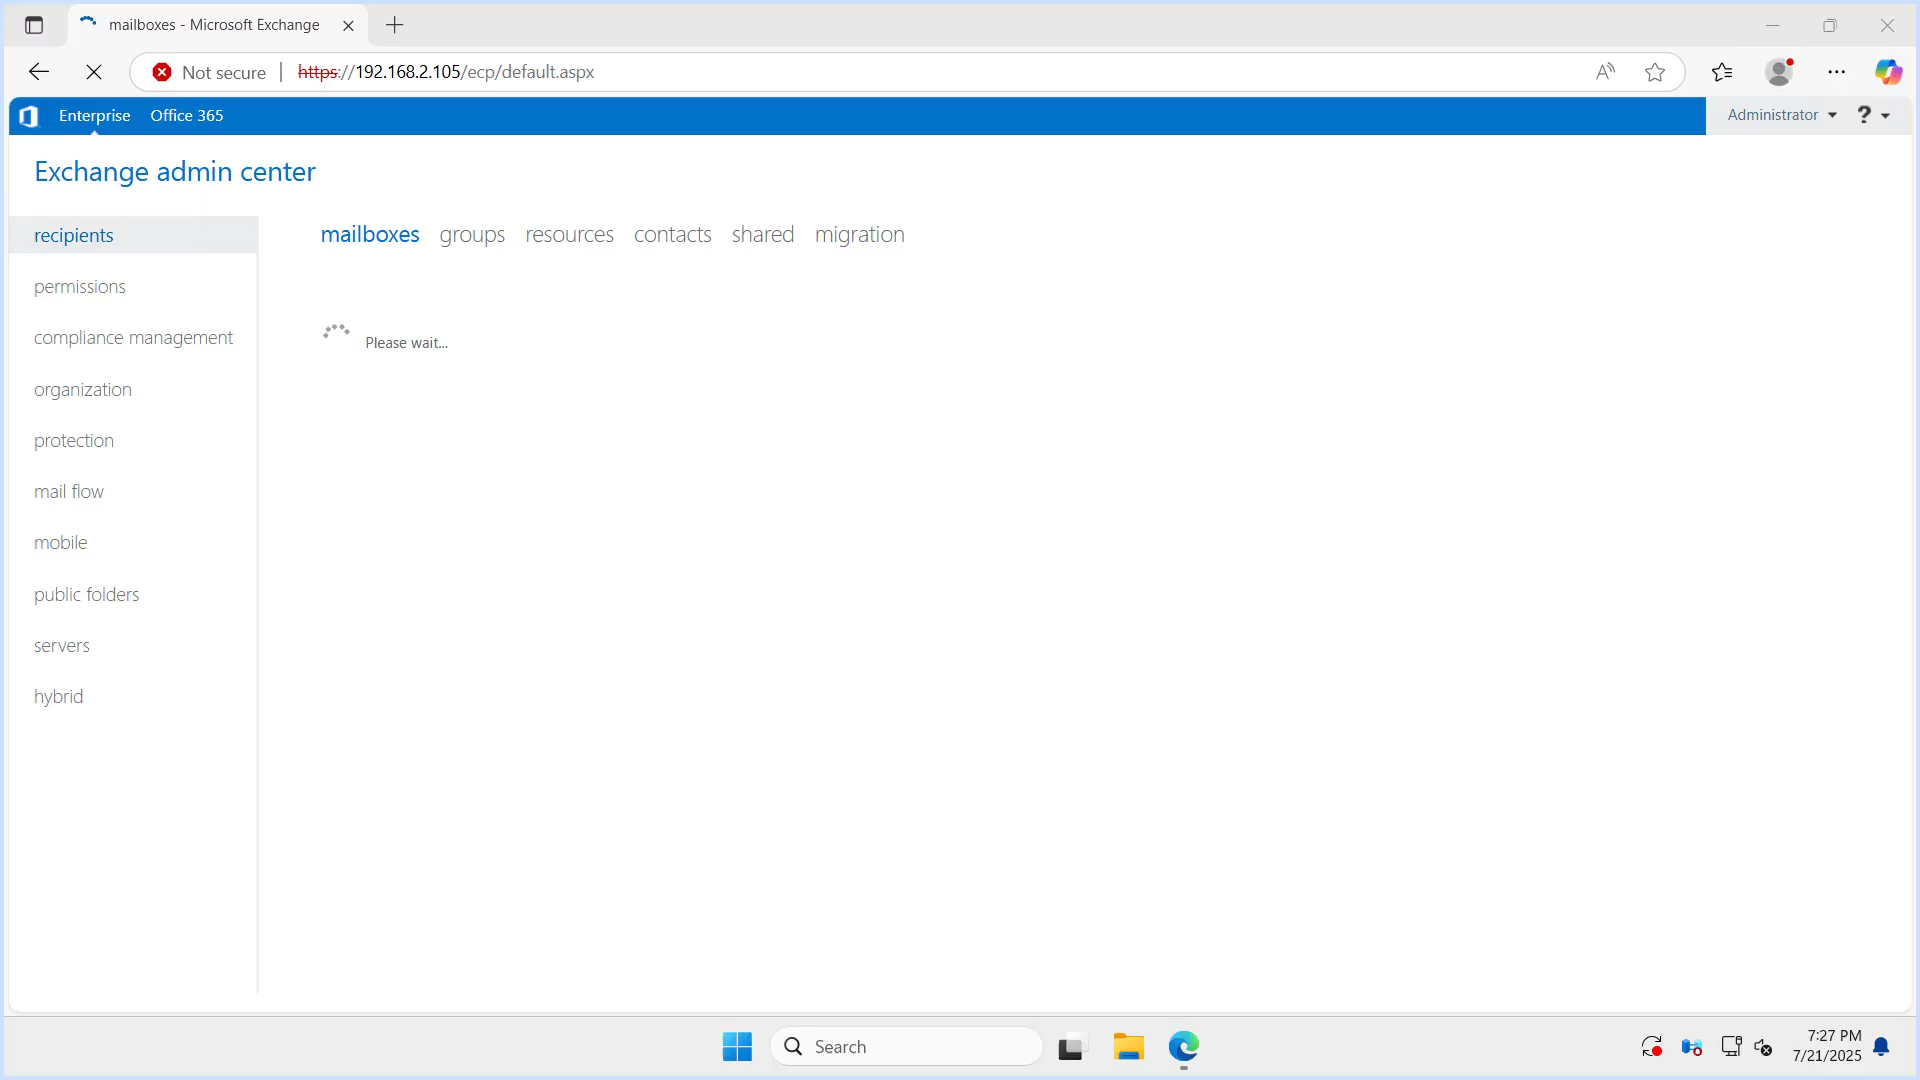 mailboxes - Microsoft Exchange
Not secure https://192.168.2.105/ecp/default.aspx
Enterprise Office 365 Administrator ?
Exchange admin center
recipients
permissions
compliance management
organization
protection
mail flow
mobile
public folders
servers
hybrid
mailboxes groups resources contacts shared migration
Please wait...
Search
7:27 PM
7/21/2025